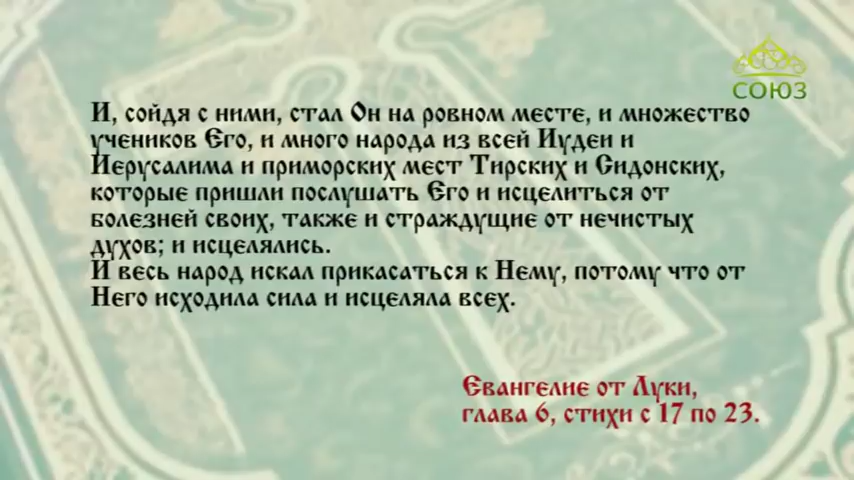 СОЮЗ
И, сойдя с ними, стал Он на ровном месте, и множество
учеников Его, и много народа из всей Иудеи и
Иерусалима и приморских мест Тирских и Сидонских,
которые пришли послушать Его и исцелиться от
болезней своих, также и страждущие от нечистых
духов; и исцелялись.
И весь народ искал прикасаться к Нему, потому что от
Него исходила сила и исцеляла всех.
Евангелие от Луки,
глава 6, стихи с 17 по 23.